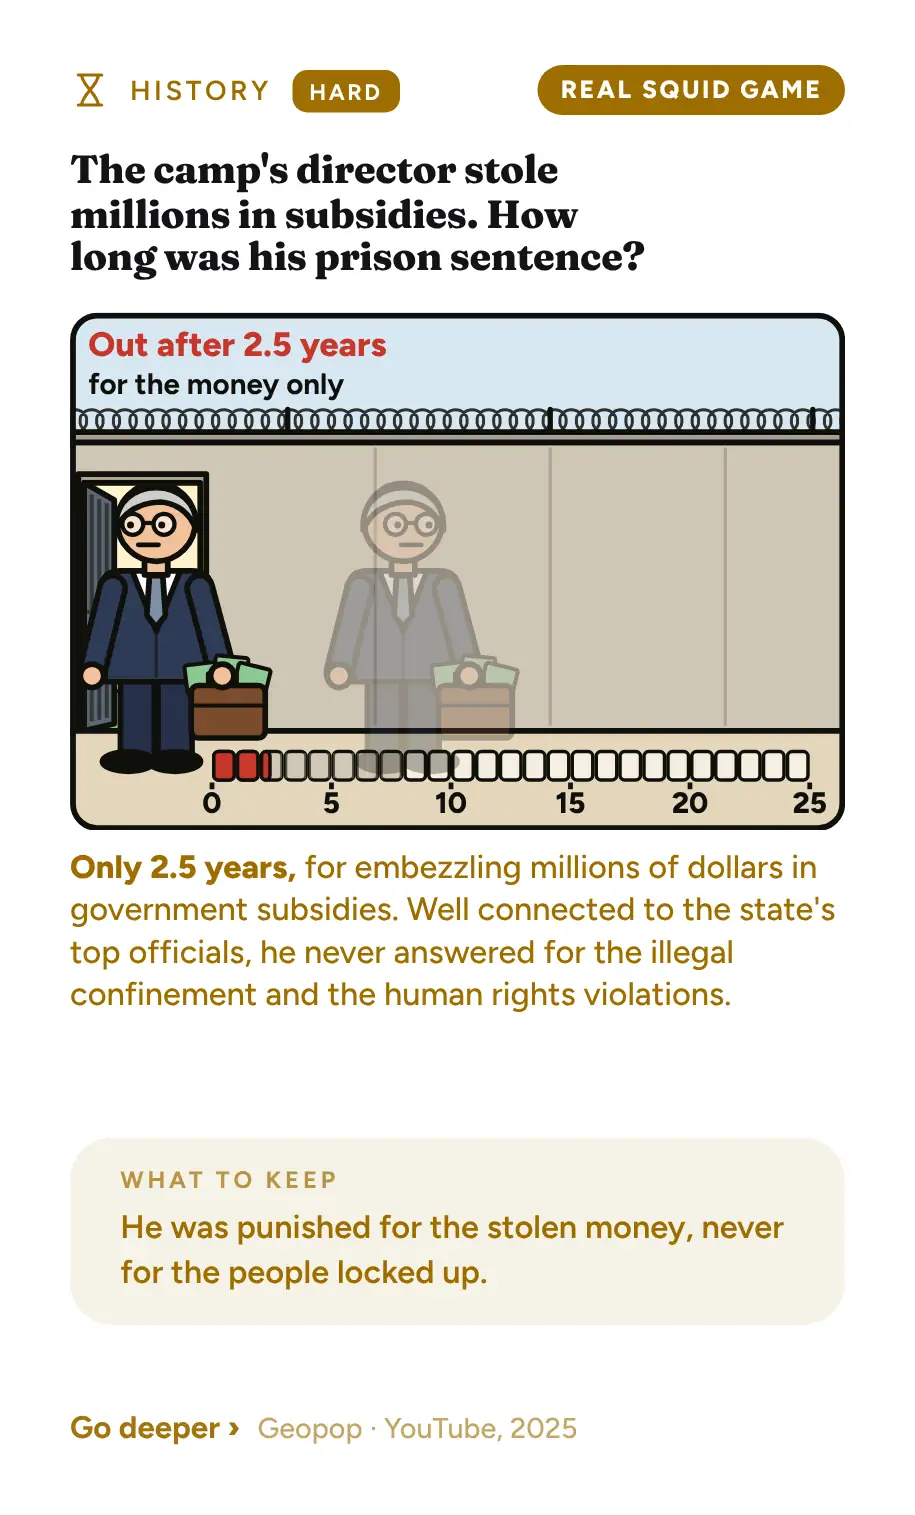 HISTORY HARD REAL SQUID GAME
The camp's director stole
millions in subsidies. How
long was his prison sentence?
Out after 2.5 years
for the money only
0 5 10 15 20 25
Only 2.5 years, for embezzling millions of dollars in
government subsidies. Well connected to the state's
top officials, he never answered for the illegal
confinement and the human rights violations.
WHAT TO KEEP
He was punished for the stolen money, never
for the people locked up.
Go deeper › Geopop · YouTube, 2025